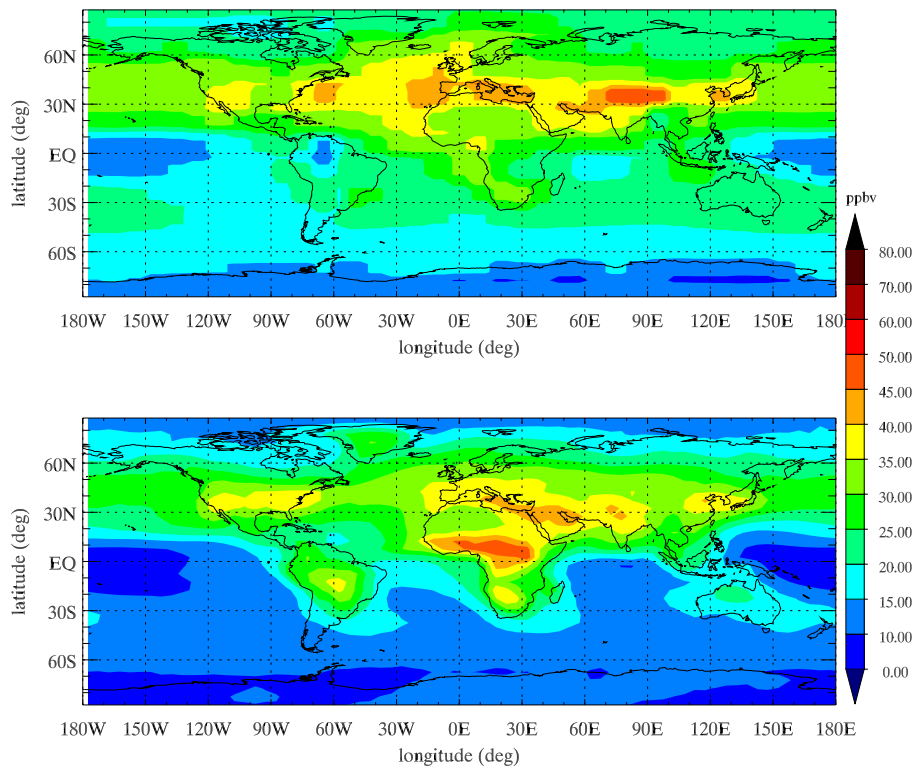 60N
30N
EQ
30S
60S
latitude (deg)
180W 150W 120W 90W 60W 30W 0E 30E 60E 90E 120E 150E 180E
longitude (deg)
ppbv
80.00
70.00
60.00
50.00
45.00
40.00
35.00
30.00
25.00
20.00
15.00
10.00
0.00
60N
30N
EQ
30S
60S
latitude (deg)
180W 150W 120W 90W 60W 30W 0E 30E 60E 90E 120E 150E 180E
longitude (deg)